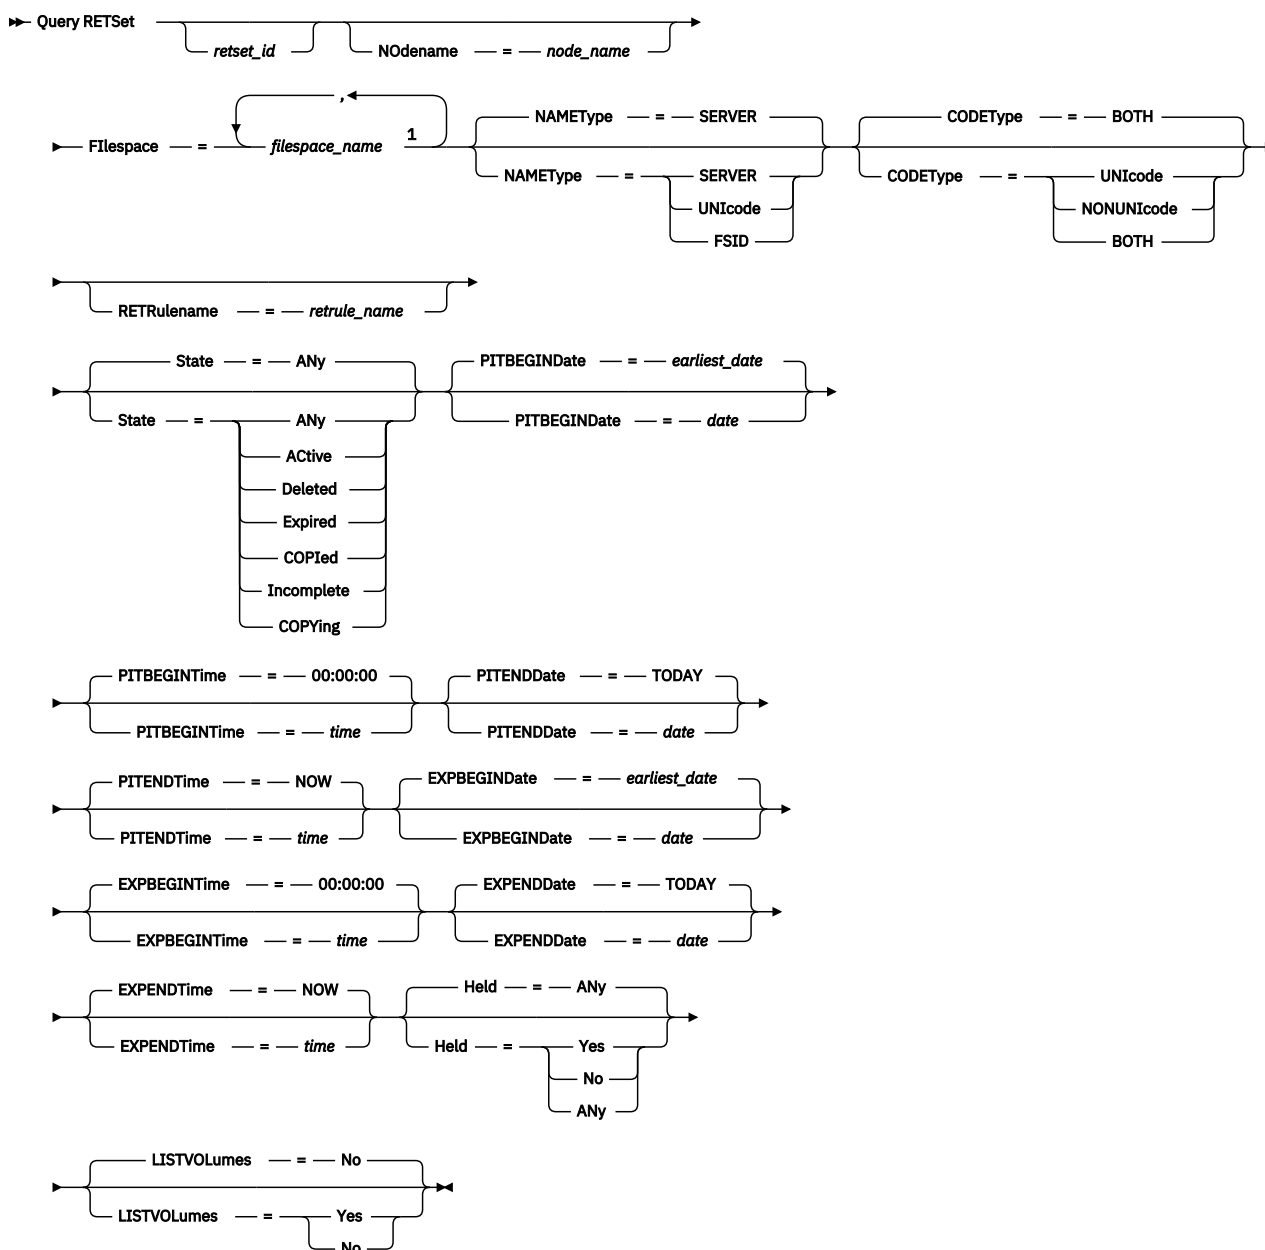 Query RETSet
retset_id NOdename = node_name
,
NAMEType = SERVER CODEType = BOTH
FIlespace = filespace_name 1
NAMEType = SERVER CODEType = UNIcode
UNIcode NONUNIcode
FSID BOTH
RETRulename = retrule_name
State = ANy PITBEGINDate = earliest_date
State = ANy PITBEGINDate = date
ACtive
Deleted
Expired
COPIed
Incomplete
COPYing
PITBEGINTime = 00:00:00 PITENDDate = TODAY
PITBEGINTime = time PITENDDate = date
PITENDTime = NOW EXPBEGINDate = earliest_date
PITENDTime = time EXPBEGINDate = date
EXPBEGINTime = 00:00:00 EXPENDDate = TODAY
EXPBEGINTime = time EXPENDDate = date
EXPENDTime = NOW Held = ANy
EXPENDTime = time Held = Yes
No
ANy
LISTVOLumes = No
LISTVOLumes = Yes
No